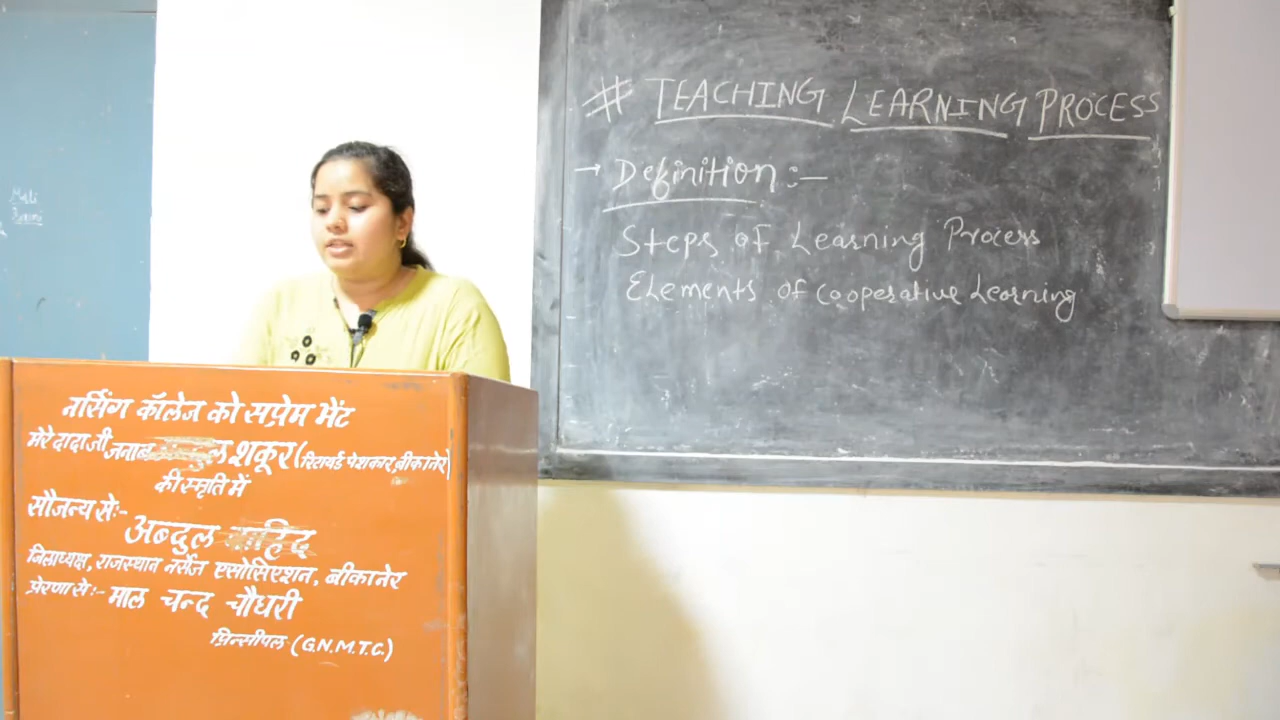 # TEACHING LEARNING PROCESS
→ Definition :-
Steps of Learning Process
Elements of cooperative Learning
नर्सिंग कॉलेज को सप्रेम भेंट
मेरे दादाजी जनाब शकूर (रिटायर्ड पेशकार, बीकानेर)
की स्मृति में
सौजन्य से:-
अब्दुल
जिलाध्यक्ष, राजस्थान नर्सेज एसोसिएशन, बीकानेर
प्रेरणा से :- माल चन्द चौधरी
प्रिन्सीपल (G.N.M.T.C.)